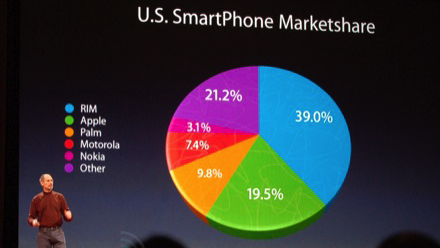 U.S. SmartPhone Marketshare
RIM
Apple
Palm
Motorola
Nokia
Other
21.2%
39.0%
3.1%
7.4%
9.8%
19.5%